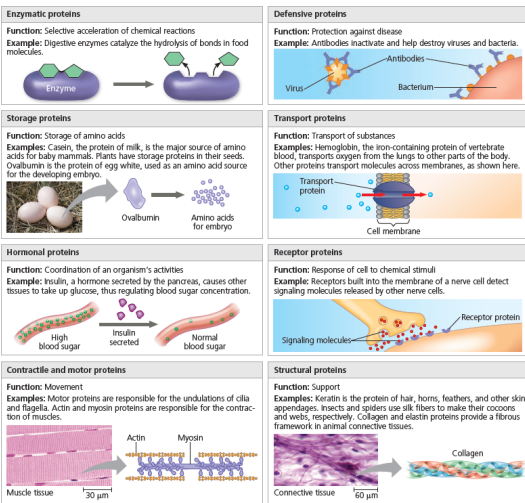 Enzymatic proteins
Function: Selective acceleration of chemical reactions
Example: Digestive enzymes catalyze the hydrolysis of bonds in food
molecules.
Enzyme
Defensive proteins
Function: Protection against disease
Example: Antibodies inactivate and help destroy viruses and bacteria.
Antibodies
Virus
Bacterium
Storage proteins
Function: Storage of amino acids
Examples: Casein, the protein of milk, is the major source of amino
acids for baby mammals. Plants have storage proteins in their seeds.
Ovalbumin is the protein of egg white, used as an amino acid source
for the developing embryo.
Ovalbumin
Amino acids
for embryo
Transport proteins
Function: Transport of substances
Examples: Hemoglobin, the iron-containing protein of vertebrate
blood, transports oxygen from the lungs to other parts of the body.
Other proteins transport molecules across membranes, as shown here.
Transport
protein
Cell membrane
Hormonal proteins
Function: Coordination of an organism's activities
Example: Insulin, a hormone secreted by the pancreas, causes other
tissues to take up glucose, thus regulating blood sugar concentration.
High
blood sugar
Insulin
secreted
Normal
blood sugar
Receptor proteins
Function: Response of cell to chemical stimuli
Example: Receptors built into the membrane of a nerve cell detect
signaling molecules released by other nerve cells.
Receptor protein
Signaling molecules
Contractile and motor proteins
Function: Movement
Examples: Motor proteins are responsible for the undulations of cilia
and flagella. Actin and myosin proteins are responsible for the contrac-
tion of muscles.
Actin
Myosin
Muscle tissue
30 µm
Structural proteins
Function: Support
Examples: Keratin is the protein of hair, horns, feathers, and other skin
appendages. Insects and spiders use silk fibers to make their cocoons
and webs, respectively. Collagen and elastin proteins provide a fibrous
framework in animal connective tissues.
Collagen
Connective tissue
60 µm